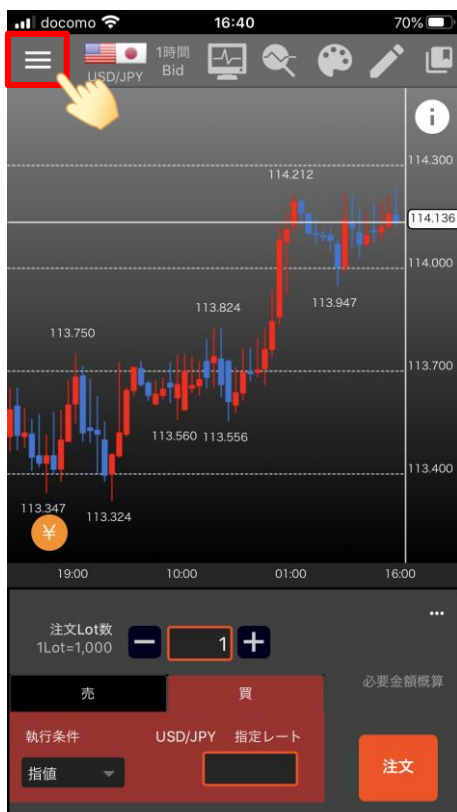 docomo 16:40 70%
1時間
USD/JPY Bid
i
114.300
114.212
114.136
114.000
113.947
113.824
113.750
113.700
113.560 113.556
113.400
113.347
113.324
¥
19:00 10:00 01:00 16:00
...
注文Lot数
1Lot=1,000 1
必要金額概算
売 買
執行条件 USD/JPY 指定レート
指値
注文